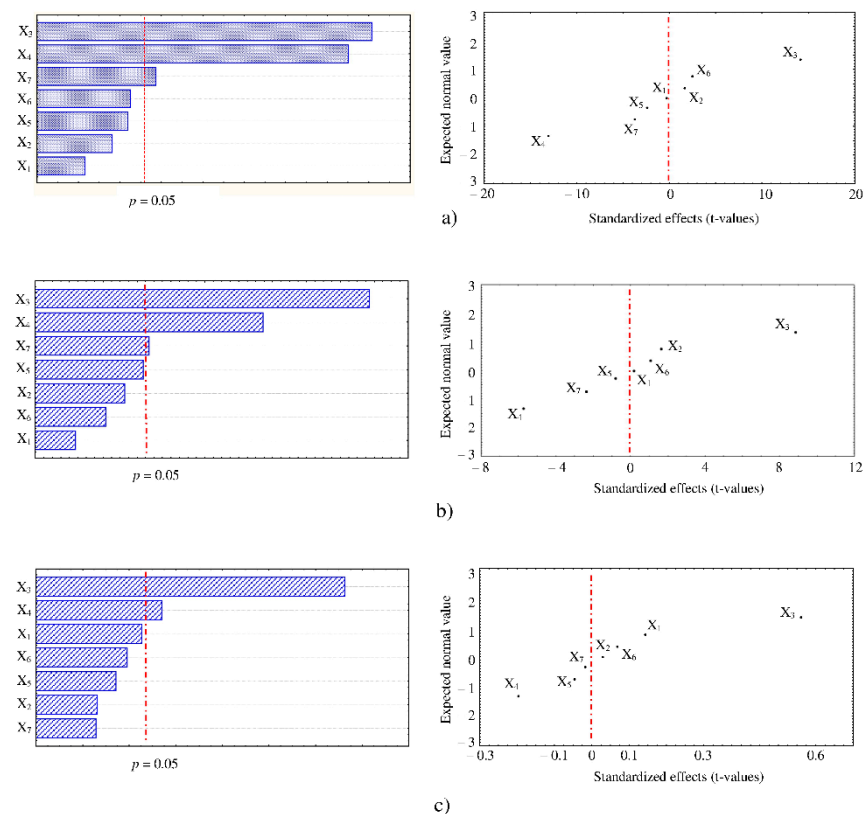 X₃
X₄
X₇
X₆
X₅
X₂
X₁
p = 0.05
Expected normal value
3
2
1
0
1
– 2
3
X₃
X₆
X₁
X₂
X₅
X₇
–20
–10
0
10
20
Standardized effects (t-values)
a)
X₃
X₄
X₇
X₅
X₂
X₆
X₁
p = 0.05
Expected normal value
3
2
1
0
1
2
–3
X₃
X₂
X₆
X₁
X₅
X₇
–8
– 4
0
4
8
12
Standardized effects (t-values)
b)
X₃
X₄
X₁
X₆
X₅
X₂
X₇
p = 0.05
Expected normal value
3
2
1
0
– 1
2
–3
X₃
X₁
X₂
X₆
X₇
X₅
–0.3
–0.1
0
0.1
0.3
0.6
Standardized effects (t-values)
c)